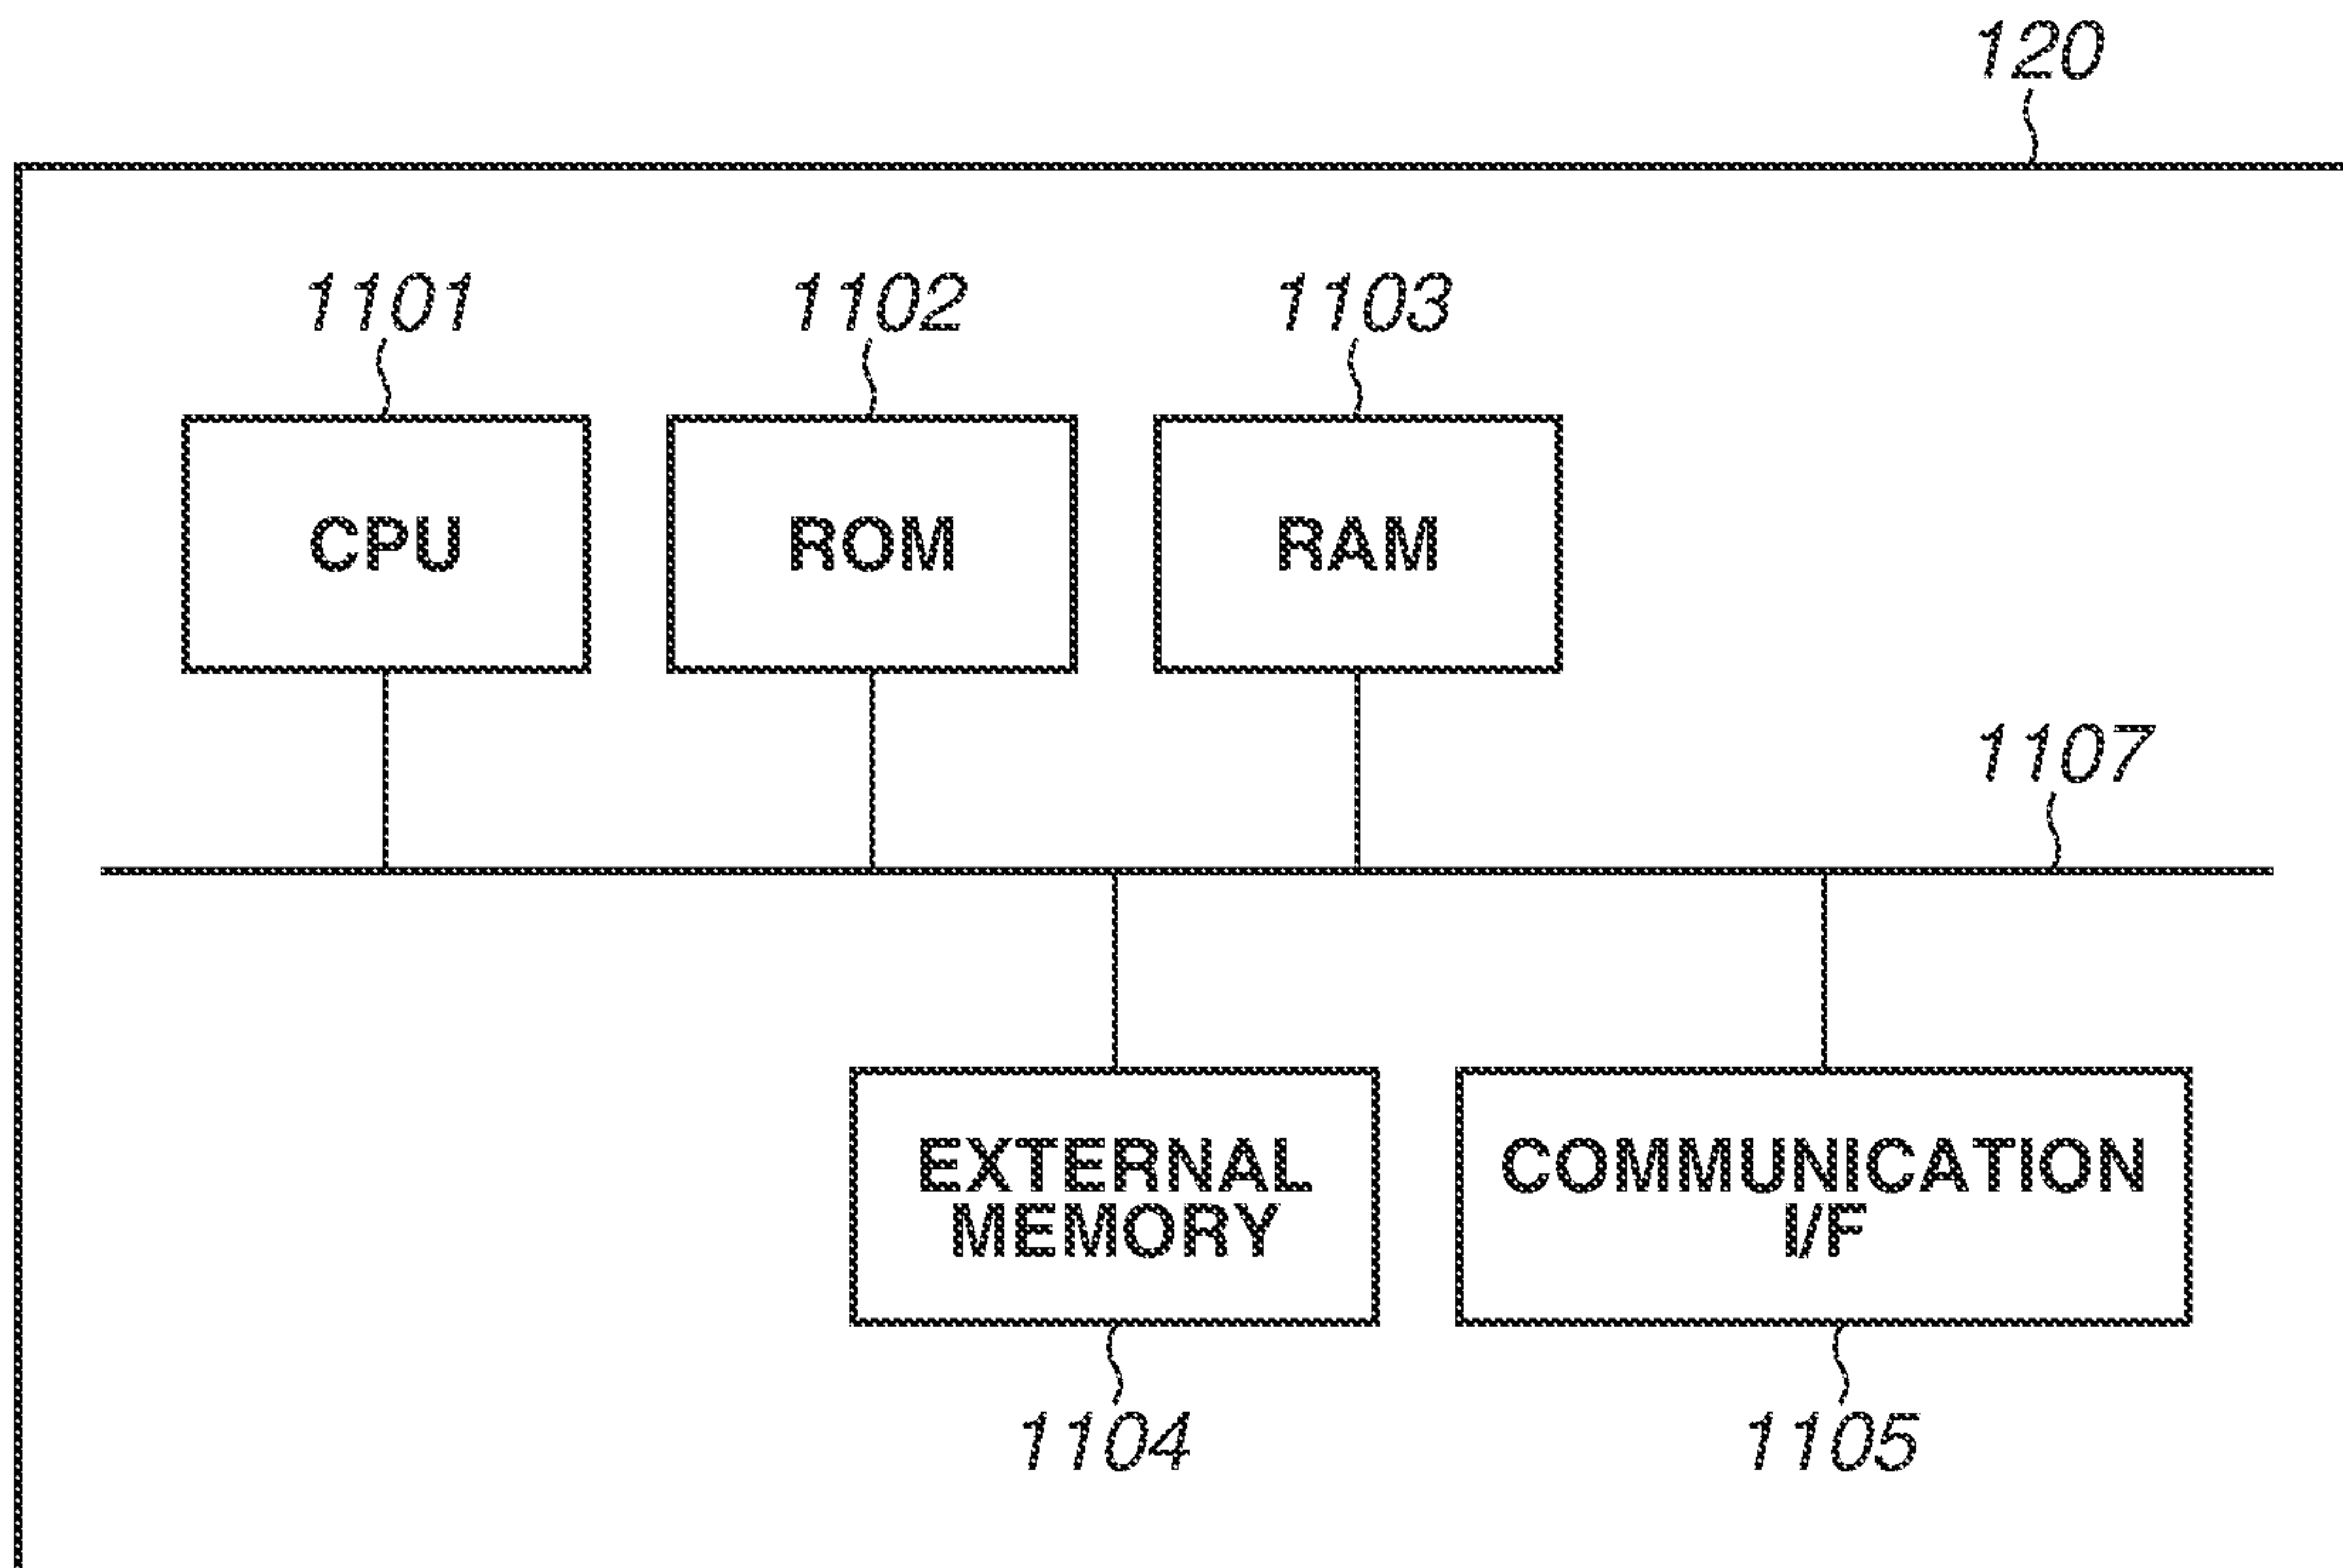 120
1101
1102
1103
CPU
ROM
RAM
1107
EXTERNAL
MEMORY
COMMUNICATION
I/F
1104
1105